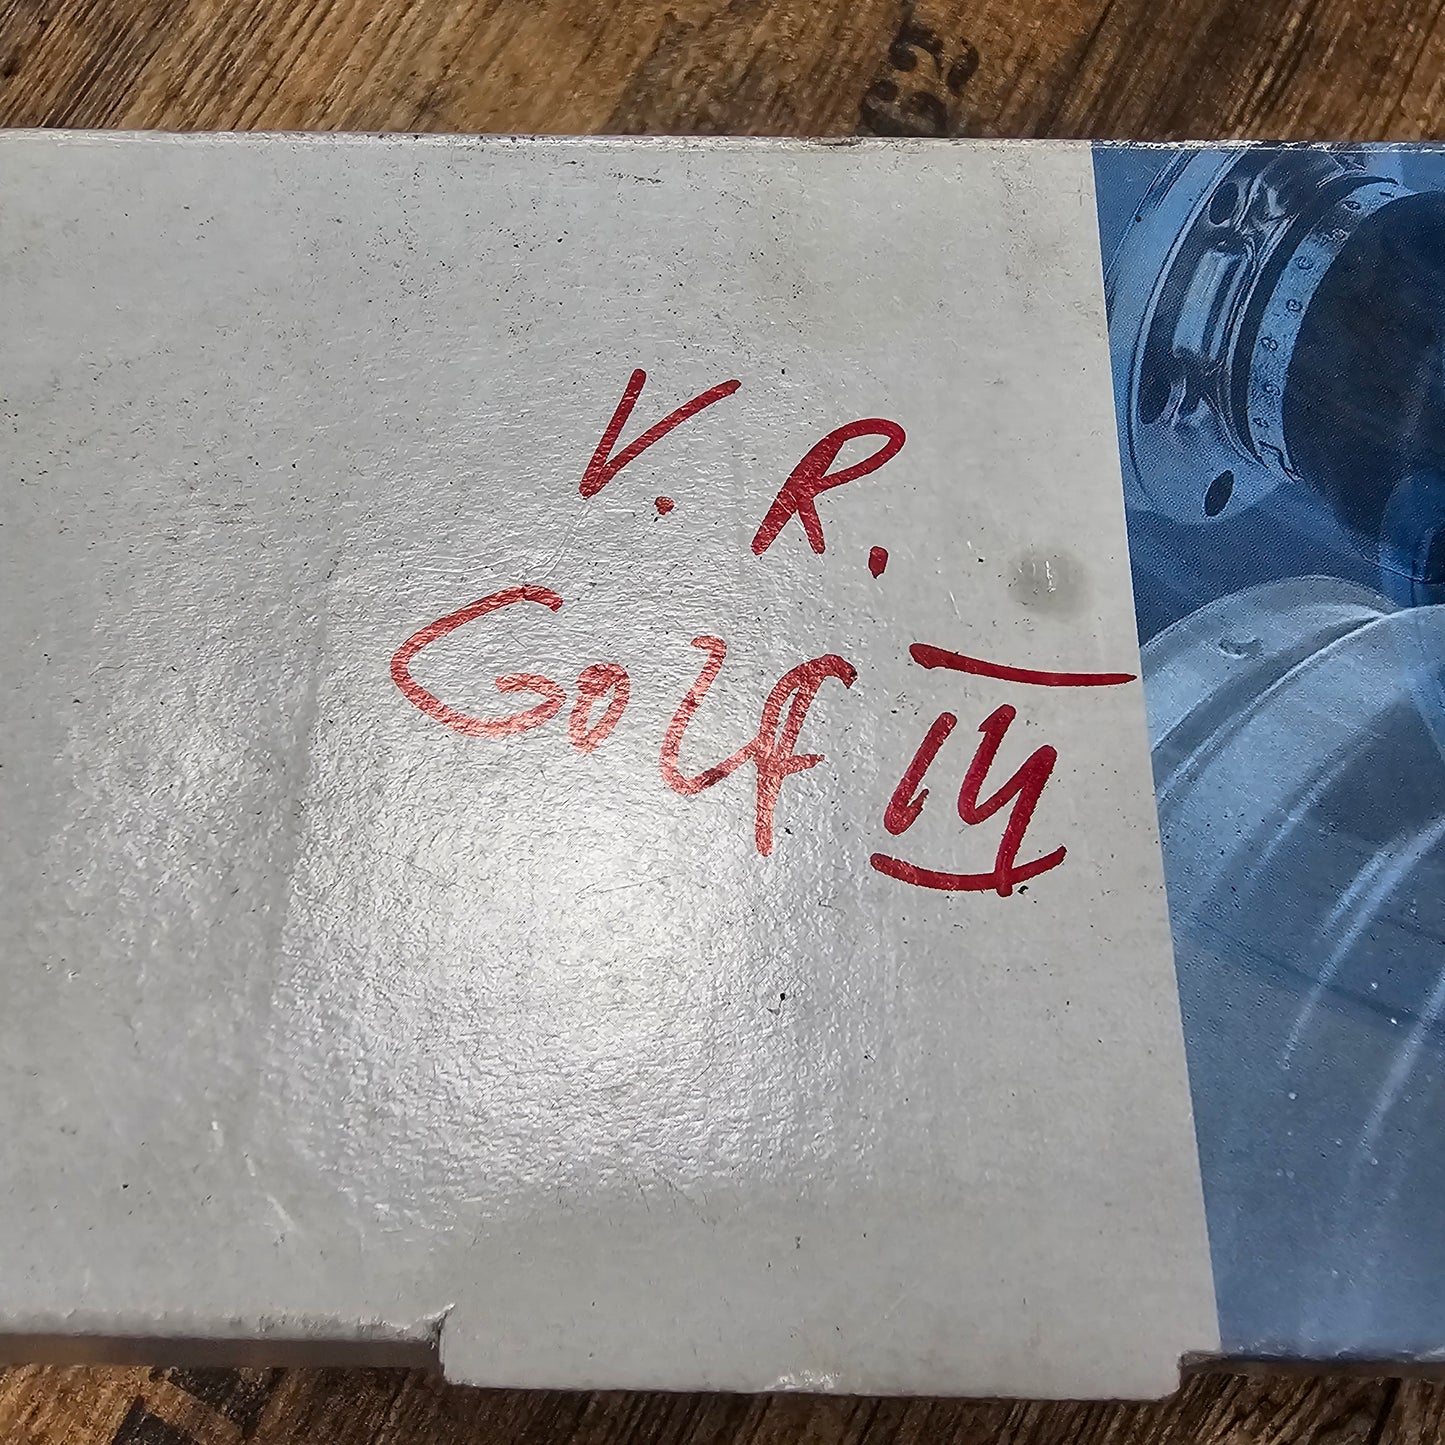 V. R.
Golf IV